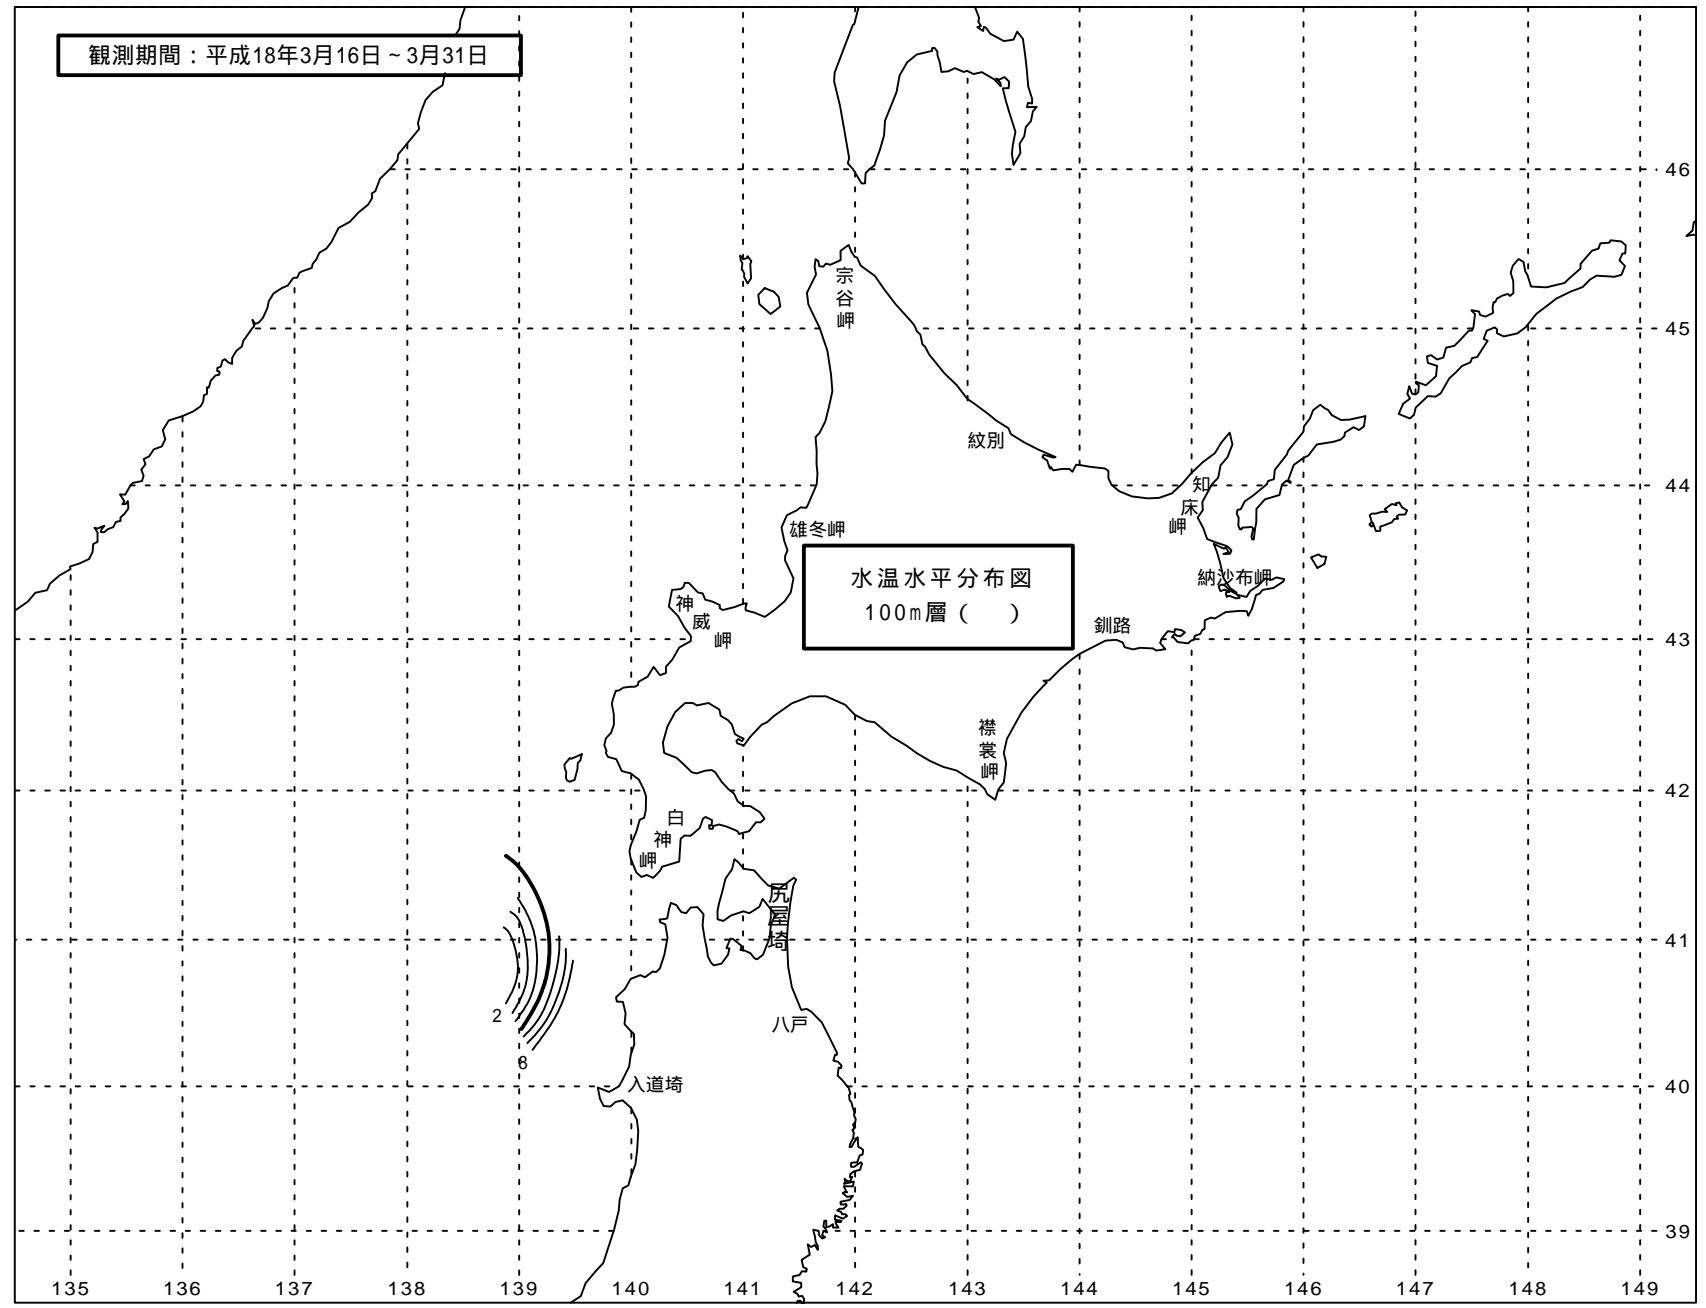 観測期間：平成18年3月16日～3月31日
46
宗谷岬
45
紋別
44
知床岬
雄冬岬
水温水平分布図
100m層（　）
納沙布岬
神威岬
釧路
43
襟裳岬
42
白神岬
尻屋埼
41
2
八戸
8
入道埼
40
39
135 136 137 138 139 140 141 142 143 144 145 146 147 148 149